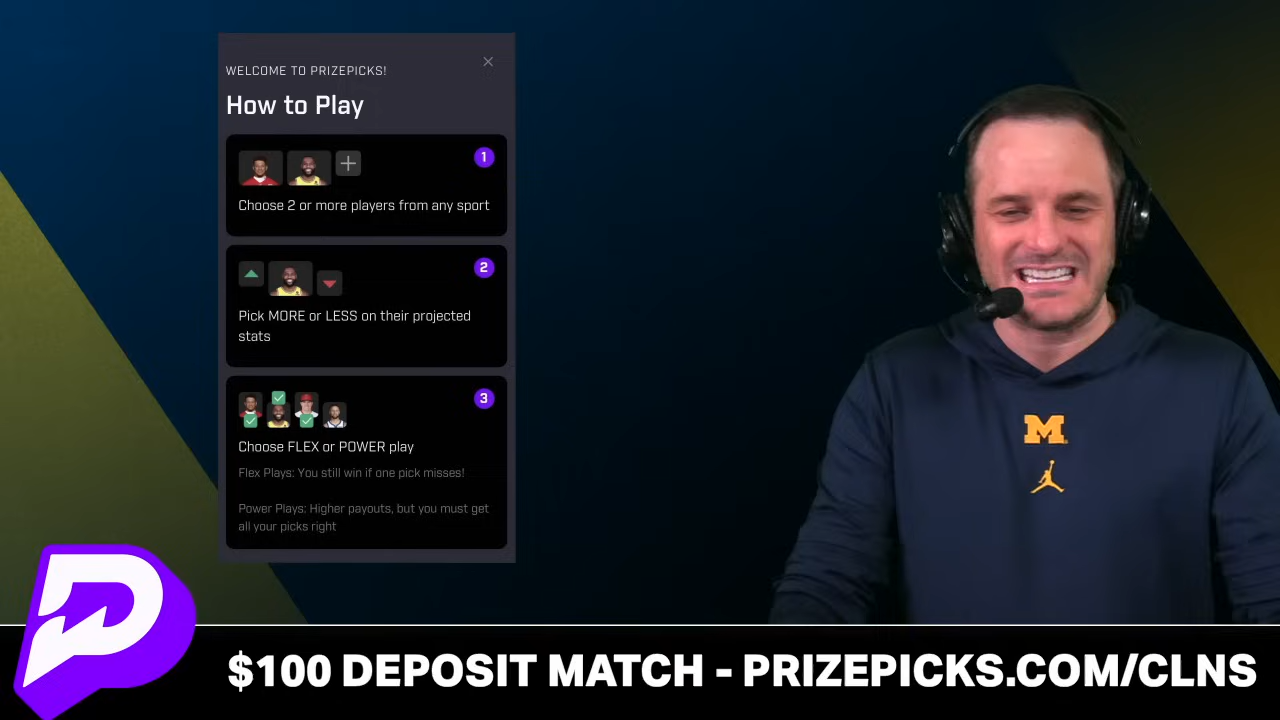 WELCOME TO PRIZEPICKS!
How to Play
1
Choose 2 or more players from any sport
2
Pick MORE or LESS on their projected
stats
3
Choose FLEX or POWER play
Flex Plays: You still win if one pick misses!
Power Plays: Higher payouts, but you must get
all your picks right
M
$100 DEPOSIT MATCH - PRIZEPICKS.COM/CLNS